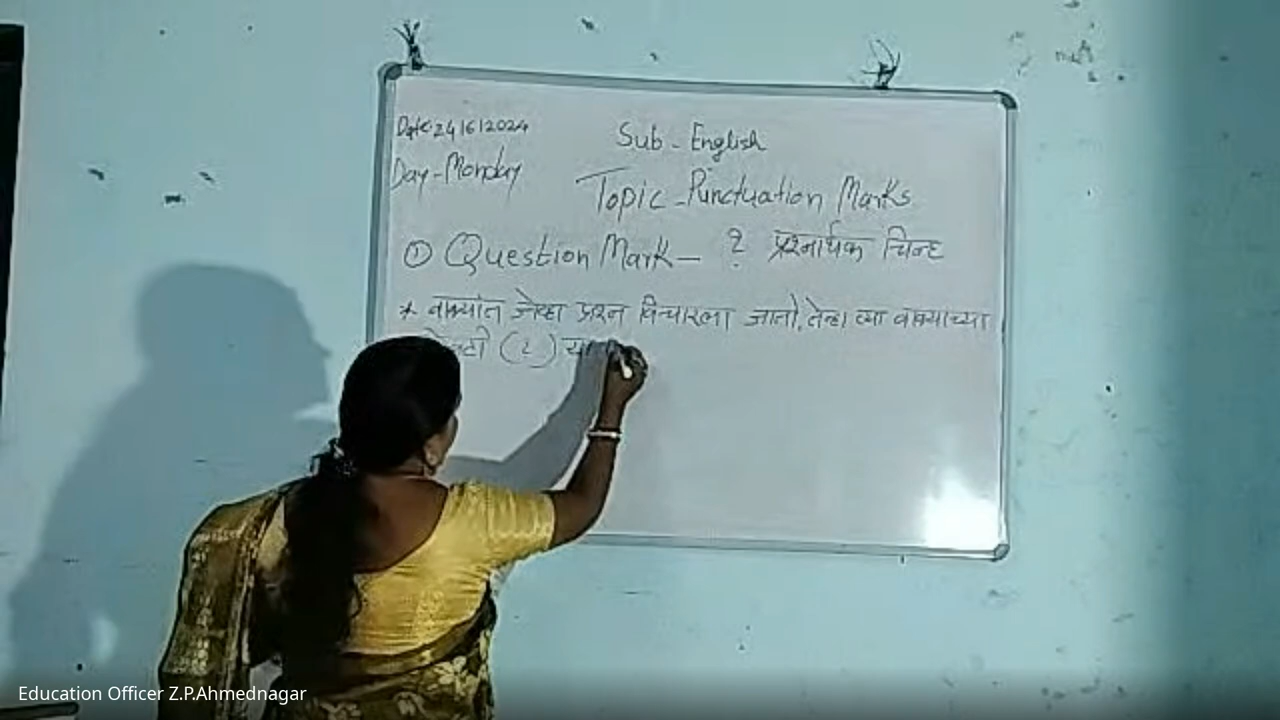 Date: 24/6/2024
Sub - English
Day - Monday
Topic - Punctuation Marks
① Question Mark – ? प्रश्नार्थक चिन्ह
* वाक्यांत जेव्हा प्रश्न विचारला जातो, तेव्हा त्या वाक्याच्या
(?)
Education Officer Z.P.Ahmednagar